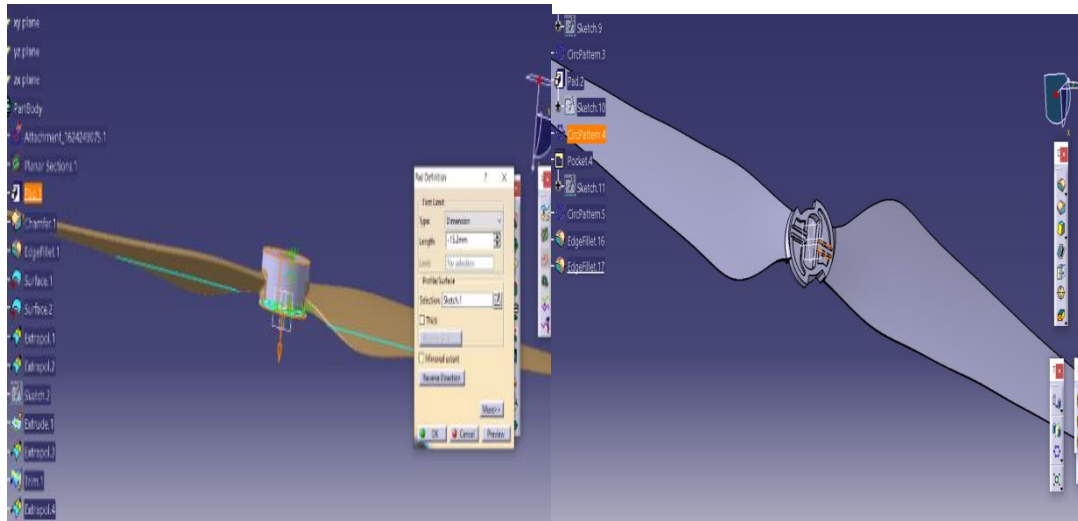 xy plane
yz plane
zx plane
PartBody
Attachment_1624249075.1
Planar Sections.1
Chamfer.1
EdgeFillet.1
Surface.1
Surface.2
Extrapol.1
Extrapol.2
Sketch.2
Extrude.1
Extrapol.3
Trim.1
Extrapol.4
Pad Definition ? X
First Limit
Type: Dimension
Length: -15.2mm
Limit: No selection
Profile/Surface
Selection: Sketch.1
Thick
Mirrored extent
Reverse Direction
More>>
OK Cancel Preview
Sketch.9
CircPattern.3
Pad.2
Sketch.10
CircPattern.4
Pocket.4
Sketch.11
CircPattern.5
EdgeFillet.16
EdgeFillet.17
x